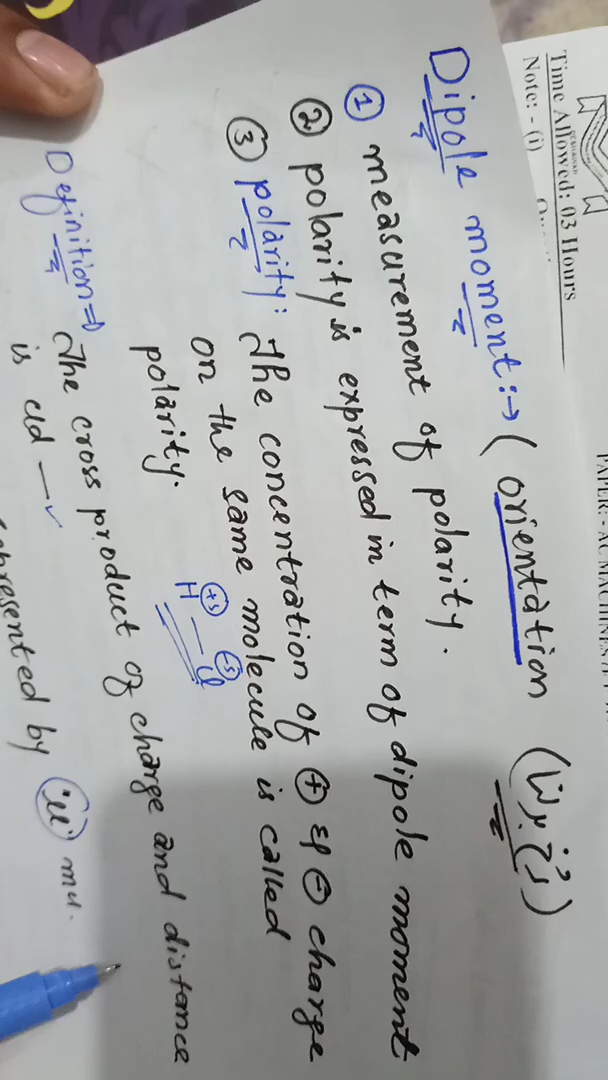 Time Allowed: 03 Hours
Note: - (i)
Dipole moment:→ (orientation
① measurement of polarity.
② polarity is expressed in term of dipole moment
③ polarity: The concentration of ⊕ & ⊖ charge
on the same molecule is called
polarity.
+δ -δ
H — Cl
Definition ⇒
The cross product of charge and distance
is cld —
represented by "μ" mu.